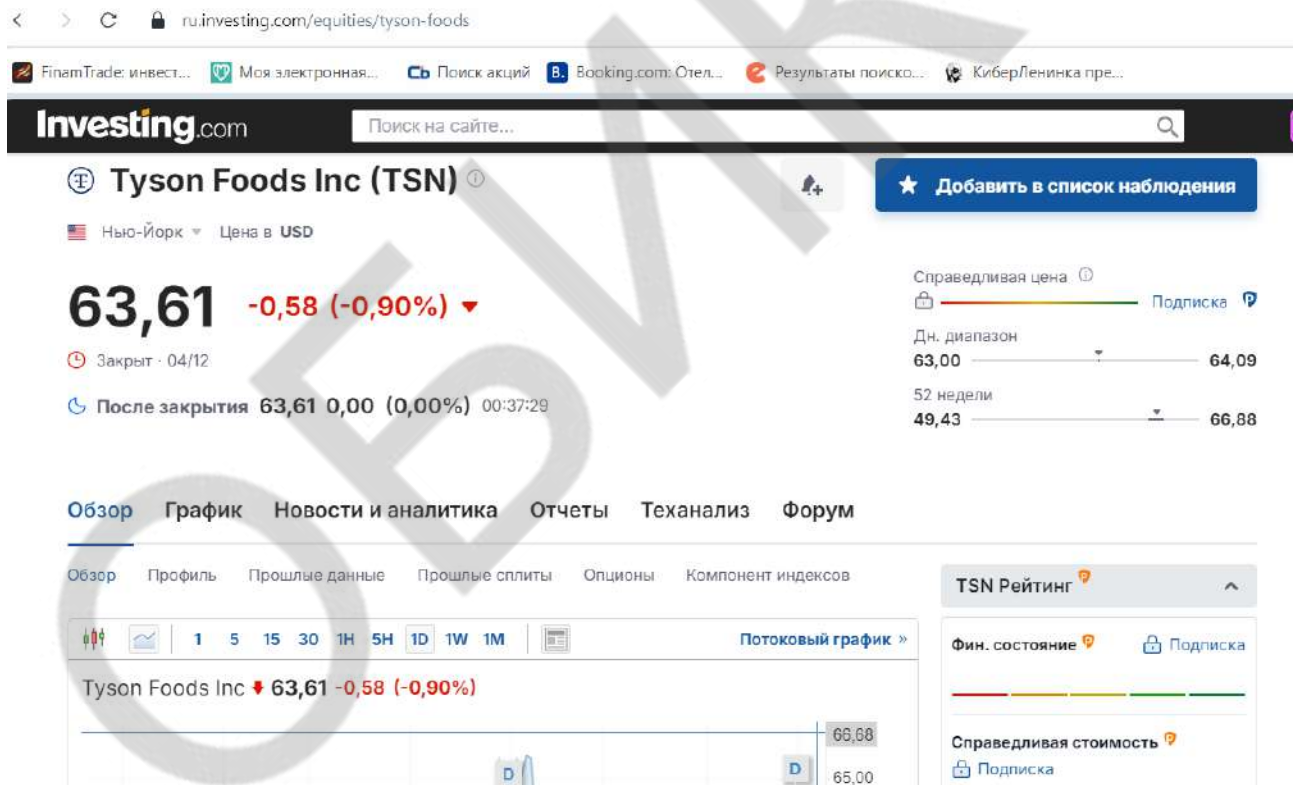 ru.investing.com/equities/tyson-foods
FinamTrade: инвест... Моя электронная... Cb Поиск акций B. Booking.com: Отел... Результаты поиско... КиберЛенинка пре...
Investing.com Поиск на сайте...
Tyson Foods Inc (TSN)
★ Добавить в список наблюдения
Нью-Йорк Цена в USD
Справедливая цена
63,61 -0,58 (-0,90%)
Подписка
Закрыт · 04/12
Дн. диапазон
63,00 64,09
После закрытия 63,61 0,00 (0,00%) 00:37:29
52 недели
49,43 66,88
Обзор График Новости и аналитика Отчеты Теханализ Форум
Обзор Профиль Прошлые данные Прошлые сплиты Опционы Компонент индексов
TSN Рейтинг
1 5 15 30 1H 5H 1D 1W 1M Потоковый график »
Фин. состояние Подписка
Tyson Foods Inc 63,61 -0,58 (-0,90%)
66,68
Справедливая стоимость
D D 65,00
Подписка
ОБИК